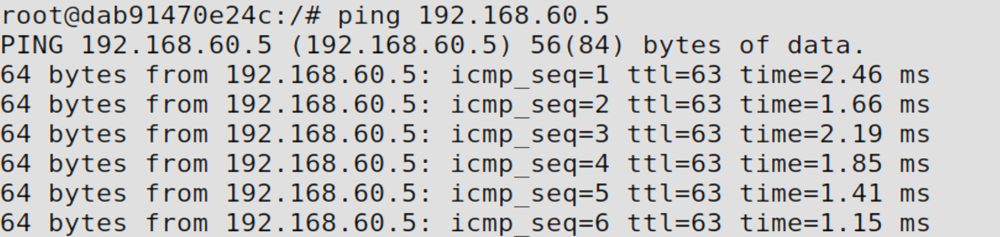 root@dab91470e24c:/# ping 192.168.60.5
PING 192.168.60.5 (192.168.60.5) 56(84) bytes of data.
64 bytes from 192.168.60.5: icmp_seq=1 ttl=63 time=2.46 ms
64 bytes from 192.168.60.5: icmp_seq=2 ttl=63 time=1.66 ms
64 bytes from 192.168.60.5: icmp_seq=3 ttl=63 time=2.19 ms
64 bytes from 192.168.60.5: icmp_seq=4 ttl=63 time=1.85 ms
64 bytes from 192.168.60.5: icmp_seq=5 ttl=63 time=1.41 ms
64 bytes from 192.168.60.5: icmp_seq=6 ttl=63 time=1.15 ms